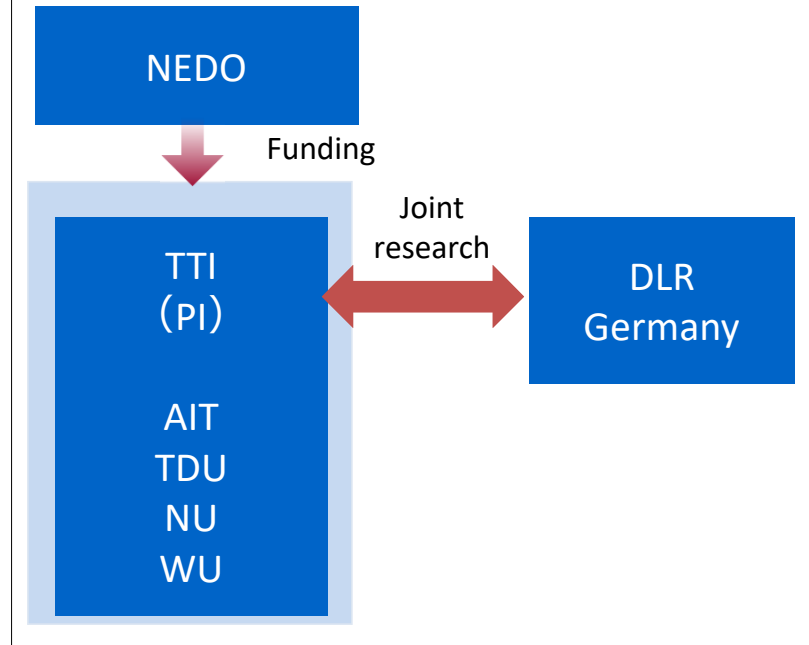 NEDO
Funding
Joint
research
TTI
（PI）
DLR
Germany
AIT
TDU
NU
WU